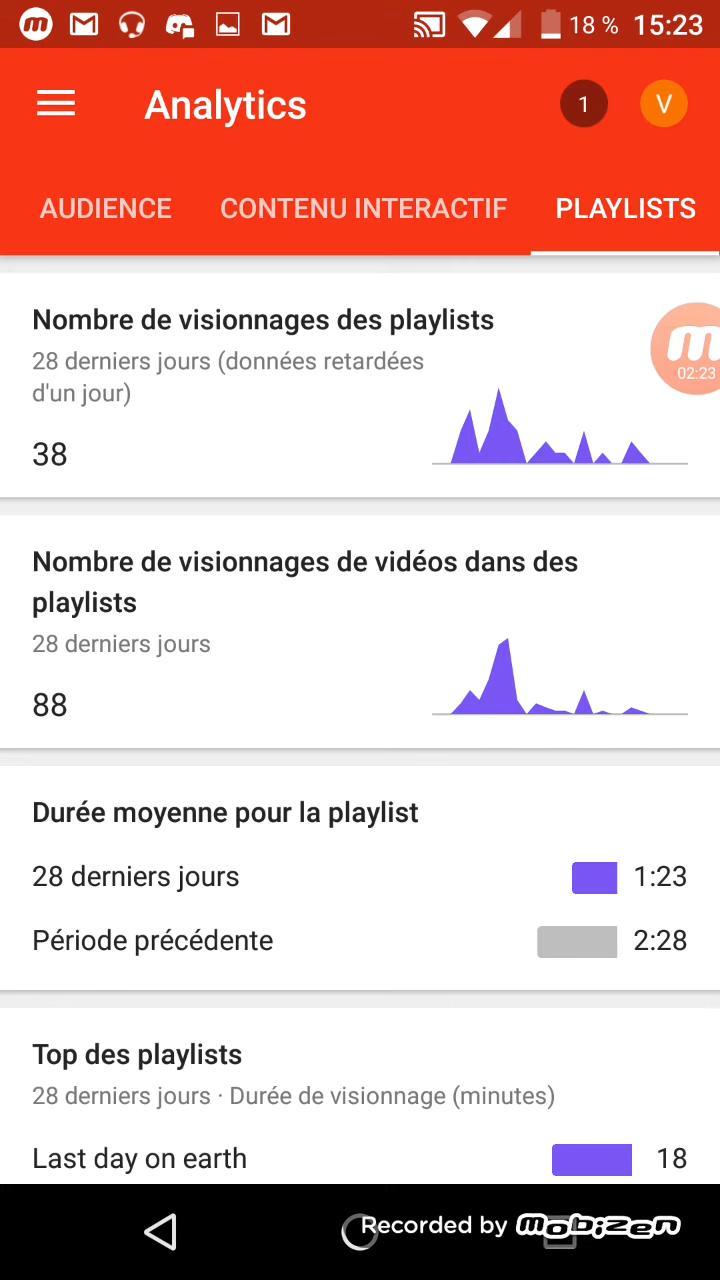 18 % 15:23
Analytics 1 V
AUDIENCE CONTENU INTERACTIF PLAYLISTS
Nombre de visionnages des playlists
28 derniers jours (données retardées
d'un jour)
m
02:23
38
Nombre de visionnages de vidéos dans des
playlists
28 derniers jours
88
Durée moyenne pour la playlist
28 derniers jours 1:23
Période précédente 2:28
Top des playlists
28 derniers jours · Durée de visionnage (minutes)
Last day on earth 18
Recorded by mobizen